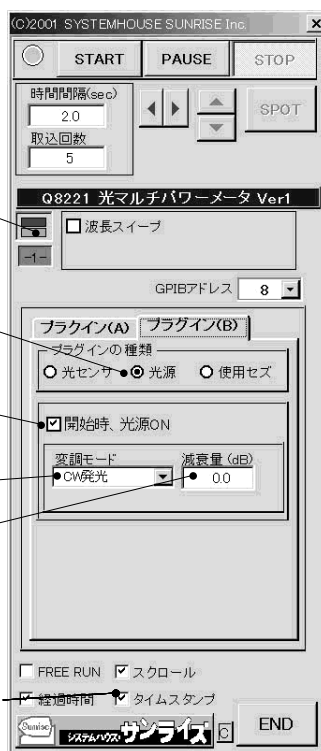 (C)2001 SYSTEMHOUSE SUNRISE Inc.
START PAUSE STOP
時間間隔(sec)
2.0
取込回数
5
SPOT
Q8221 光マルチパワーメータ Ver1
波長スイープ
-1-
GPIBアドレス 8
プラグイン(A) プラグイン(B)
プラグインの種類
光センサ 光源 使用セズ
開始時、光源ON
変調モード 減衰量(dB)
CW発光 0.0
FREE RUN スクロール
経過時間 タイムスタンプ
Sunrise システムハウス サンライズ C END